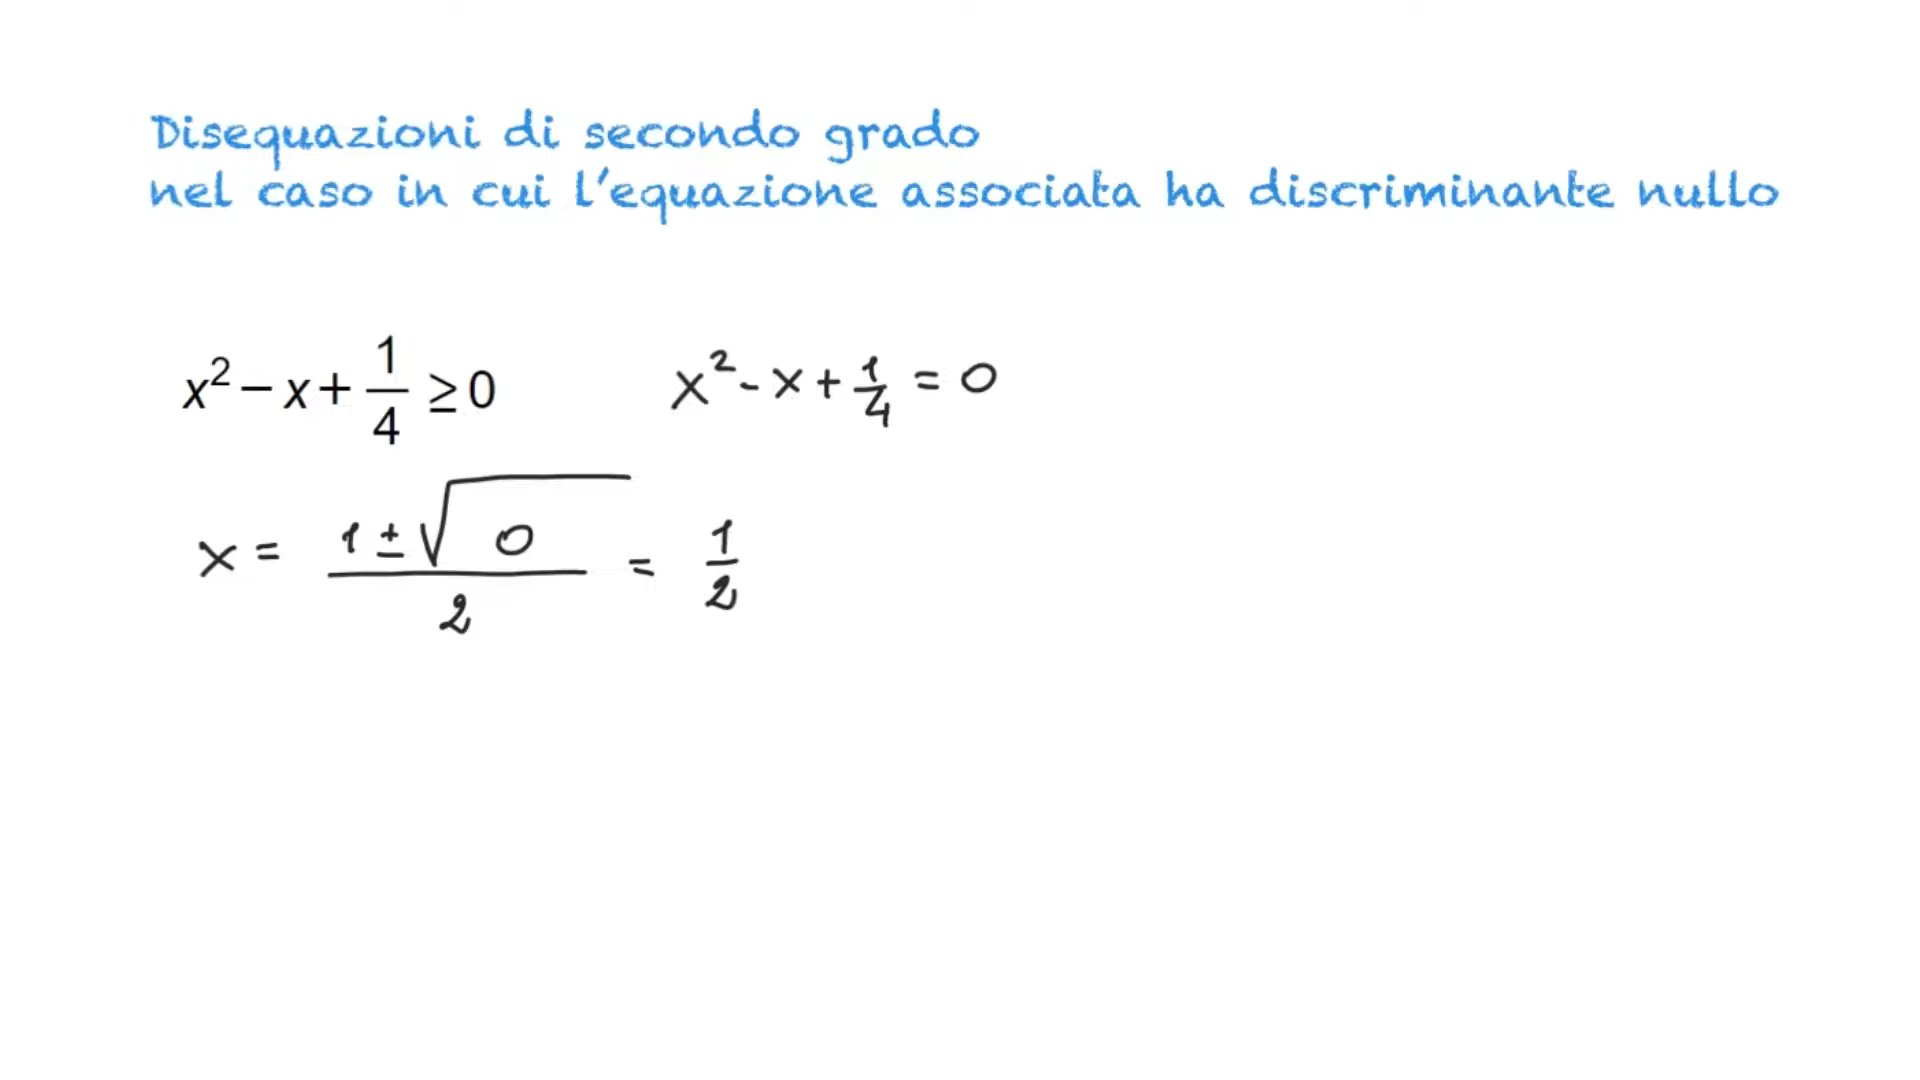 Disequazioni di secondo grado
nel caso in cui l'equazione associata ha discriminante nullo
x² − x + 1/4 ≥ 0
x² - x + 1/4 = 0
x = (1 ± √0)/2 = 1/2